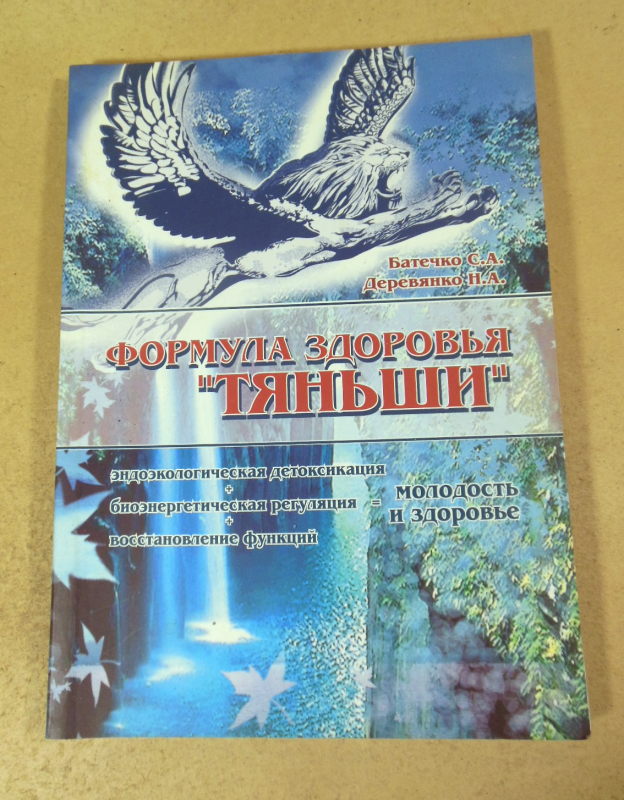 Батечко С.А.
Деревянко Н.А.
ФОРМУЛА ЗДОРОВЬЯ
"ТЯНЬШИ"
эндоэкологическая детоксикация
+
биоэнергетическая регуляция = молодость
+ и здоровье
восстановление функций